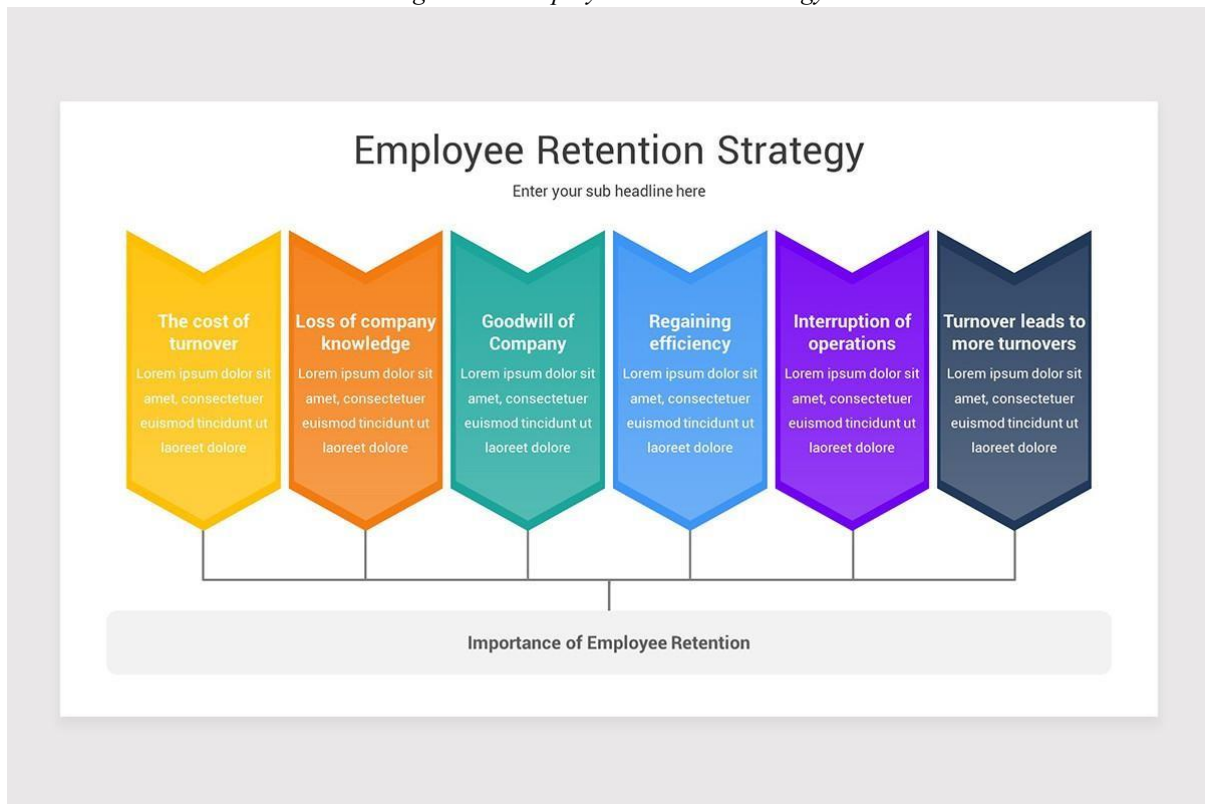 Employee Retention Strategy
Enter your sub headline here
The cost of
turnover
Lorem ipsum dolor sit
amet, consectetuer
euismod tincidunt ut
laoreet dolore
Loss of company
knowledge
Lorem ipsum dolor sit
amet, consectetuer
euismod tincidunt ut
laoreet dolore
Goodwill of
Company
Lorem ipsum dolor sit
amet, consectetuer
euismod tincidunt ut
laoreet dolore
Regaining
efficiency
Lorem ipsum dolor sit
amet, consectetuer
euismod tincidunt ut
laoreet dolore
Interruption of
operations
Lorem ipsum dolor sit
amet, consectetuer
euismod tincidunt ut
laoreet dolore
Turnover leads to
more turnovers
Lorem ipsum dolor sit
amet, consectetuer
euismod tincidunt ut
laoreet dolore
Importance of Employee Retention